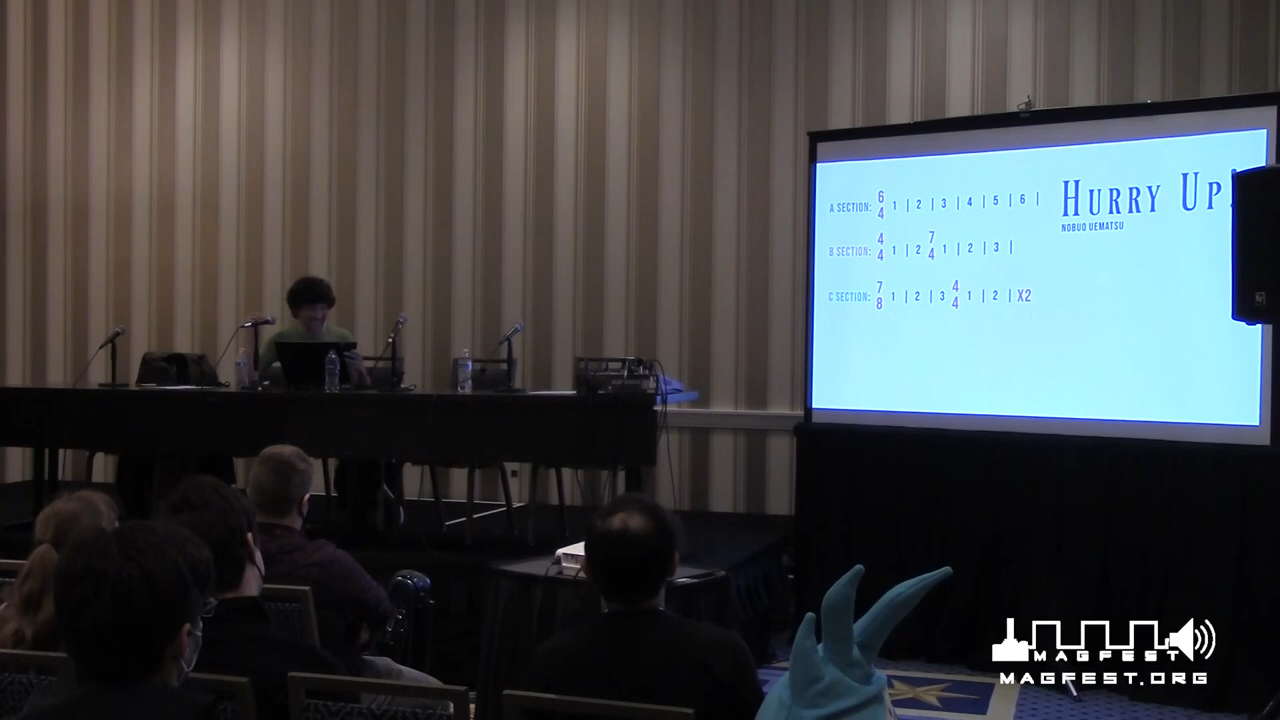 A SECTION: 6/4 1 | 2 | 3 | 4 | 5 | 6 |
B SECTION: 4/4 1 | 2 7/4 1 | 2 | 3 |
C SECTION: 7/8 1 | 2 | 3 4/4 1 | 2 | X2
HURRY UP!
NOBUO UEMATSU
MAGFEST
MAGFEST.ORG